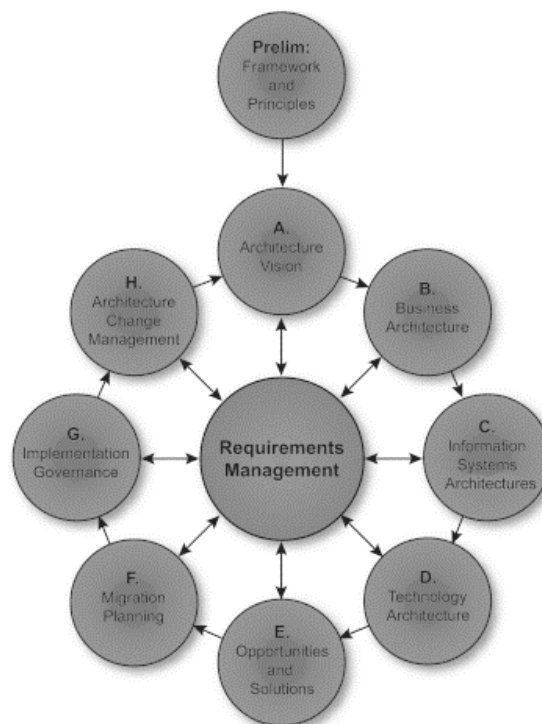 Prelim:
Framework
and
Principles
A.
Architecture
Vision
B.
Business
Architecture
C.
Information
Systems
Architectures
D.
Technology
Architecture
E.
Opportunities
and
Solutions
F.
Migration
Planning
G.
Implementation
Governance
H.
Architecture
Change
Management
Requirements
Management